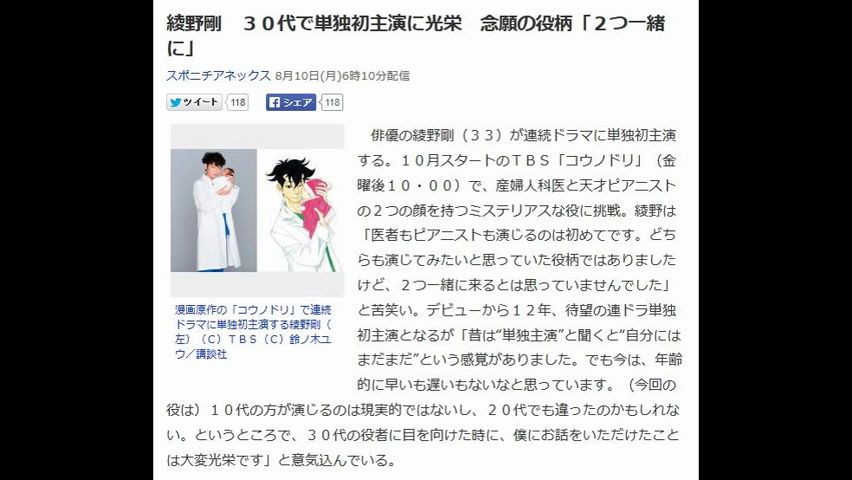 綾野剛　３０代で単独初主演に光栄　念願の役柄「２つ一緒
に」
スポニチアネックス 8月10日(月)6時10分配信
ツイート 118 シェア 118
俳優の綾野剛（３３）が連続ドラマに単独初主演
する。１０月スタートのＴＢＳ「コウノドリ」（金
曜後１０・００）で、産婦人科医と天才ピアニスト
の２つの顔を持つミステリアスな役に挑戦。綾野は
「医者もピアニストも演じるのは初めてです。どち
らも演じてみたいと思っていた役柄ではありました
けど、２つ一緒に来るとは思っていませんでした」
と苦笑い。デビューから１２年、待望の連ドラ単独
初主演となるが「昔は“単独主演”と聞くと“自分には
まだまだ”という感覚がありました。でも今は、年齢
的に早いも遅いもないなと思っています。（今回の
役は）１０代の方が演じるのは現実的ではないし、２０代でも違ったのかもしれな
い。というところで、３０代の役者に目を向けた時に、僕にお話をいただけたこと
は大変光栄です」と意気込んでいる。
漫画原作の「コウノドリ」で連続
ドラマに単独初主演する綾野剛（
左）（Ｃ）ＴＢＳ（Ｃ）鈴ノ木ユ
ウ／講談社